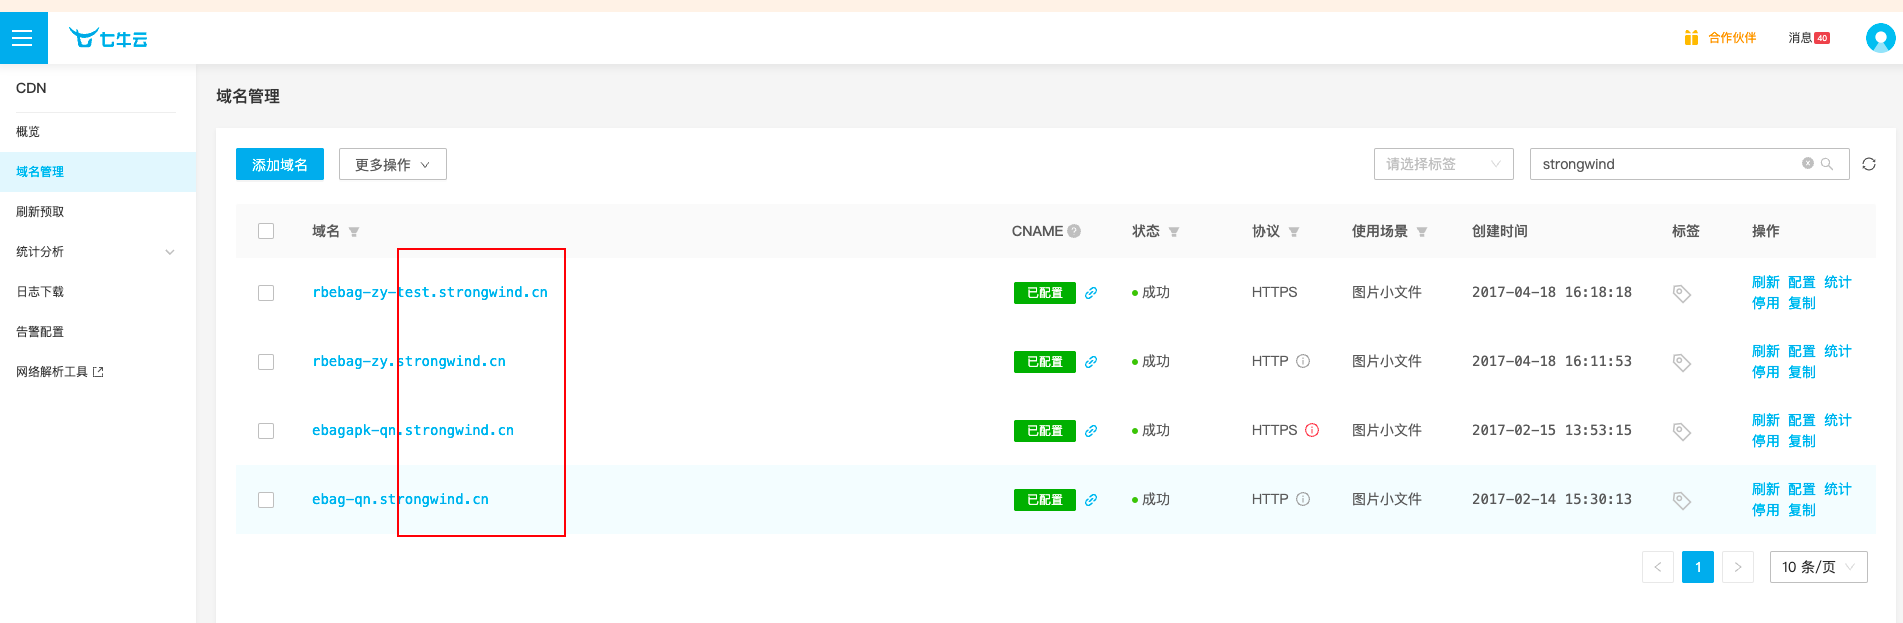 七牛云
合作伙伴
消息 40
CDN
概览
域名管理
刷新预取
统计分析
日志下载
告警配置
网络解析工具
域名管理
添加域名 更多操作 请选择标签 strongwind
域名 CNAME ? 状态 协议 使用场景 创建时间 标签 操作
rbebag-zy-test.strongwind.cn 已配置 成功 HTTPS 图片小文件 2017-04-18 16:18:18 刷新 配置 统计
停用 复制
rbebag-zy.strongwind.cn 已配置 成功 HTTP 图片小文件 2017-04-18 16:11:53 刷新 配置 统计
停用 复制
ebagapk-qn.strongwind.cn 已配置 成功 HTTPS 图片小文件 2017-02-15 13:53:15 刷新 配置 统计
停用 复制
ebag-qn.strongwind.cn 已配置 成功 HTTP 图片小文件 2017-02-14 15:30:13 刷新 配置 统计
停用 复制
< 1 > 10 条/页